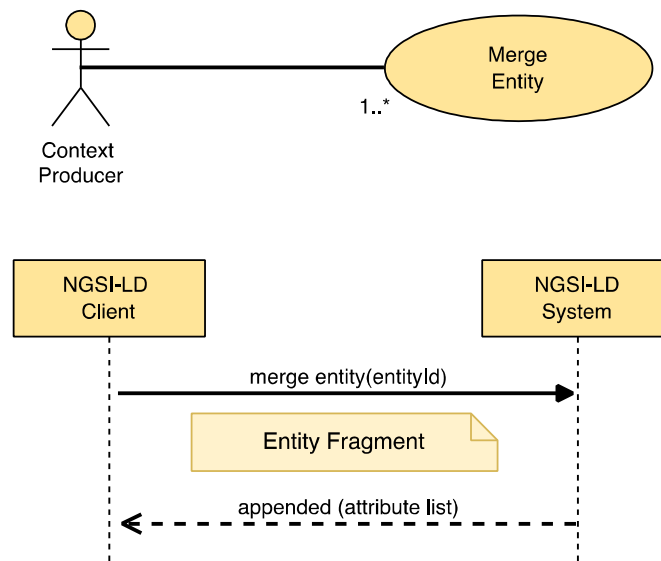 Merge
Entity
1..*
Context
Producer
NGSI-LD
Client
NGSI-LD
System
merge entity(entityId)
Entity Fragment
appended (attribute list)